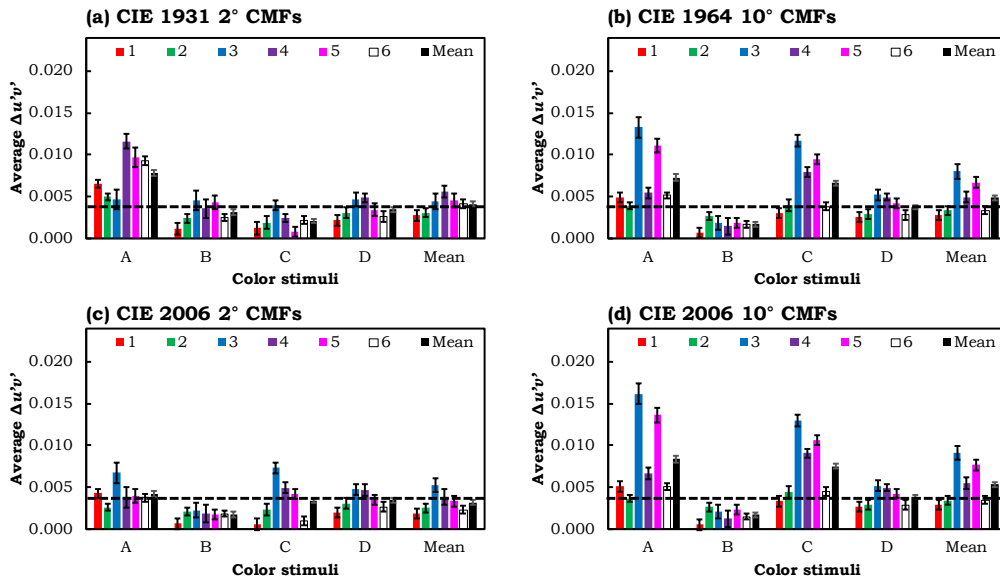 (a) CIE 1931 2° CMFs
1 2 3 4 5 6 Mean
0.020
0.015
0.010
0.005
0.000
Average Δu'v'
A B C D Mean
Color stimuli
(b) CIE 1964 10° CMFs
1 2 3 4 5 6 Mean
0.020
0.015
0.010
0.005
0.000
Average Δu'v'
A B C D Mean
Color stimuli
(c) CIE 2006 2° CMFs
1 2 3 4 5 6 Mean
0.020
0.015
0.010
0.005
0.000
Average Δu'v'
A B C D Mean
Color stimuli
(d) CIE 2006 10° CMFs
1 2 3 4 5 6 Mean
0.020
0.015
0.010
0.005
0.000
Average Δu'v'
A B C D Mean
Color stimuli